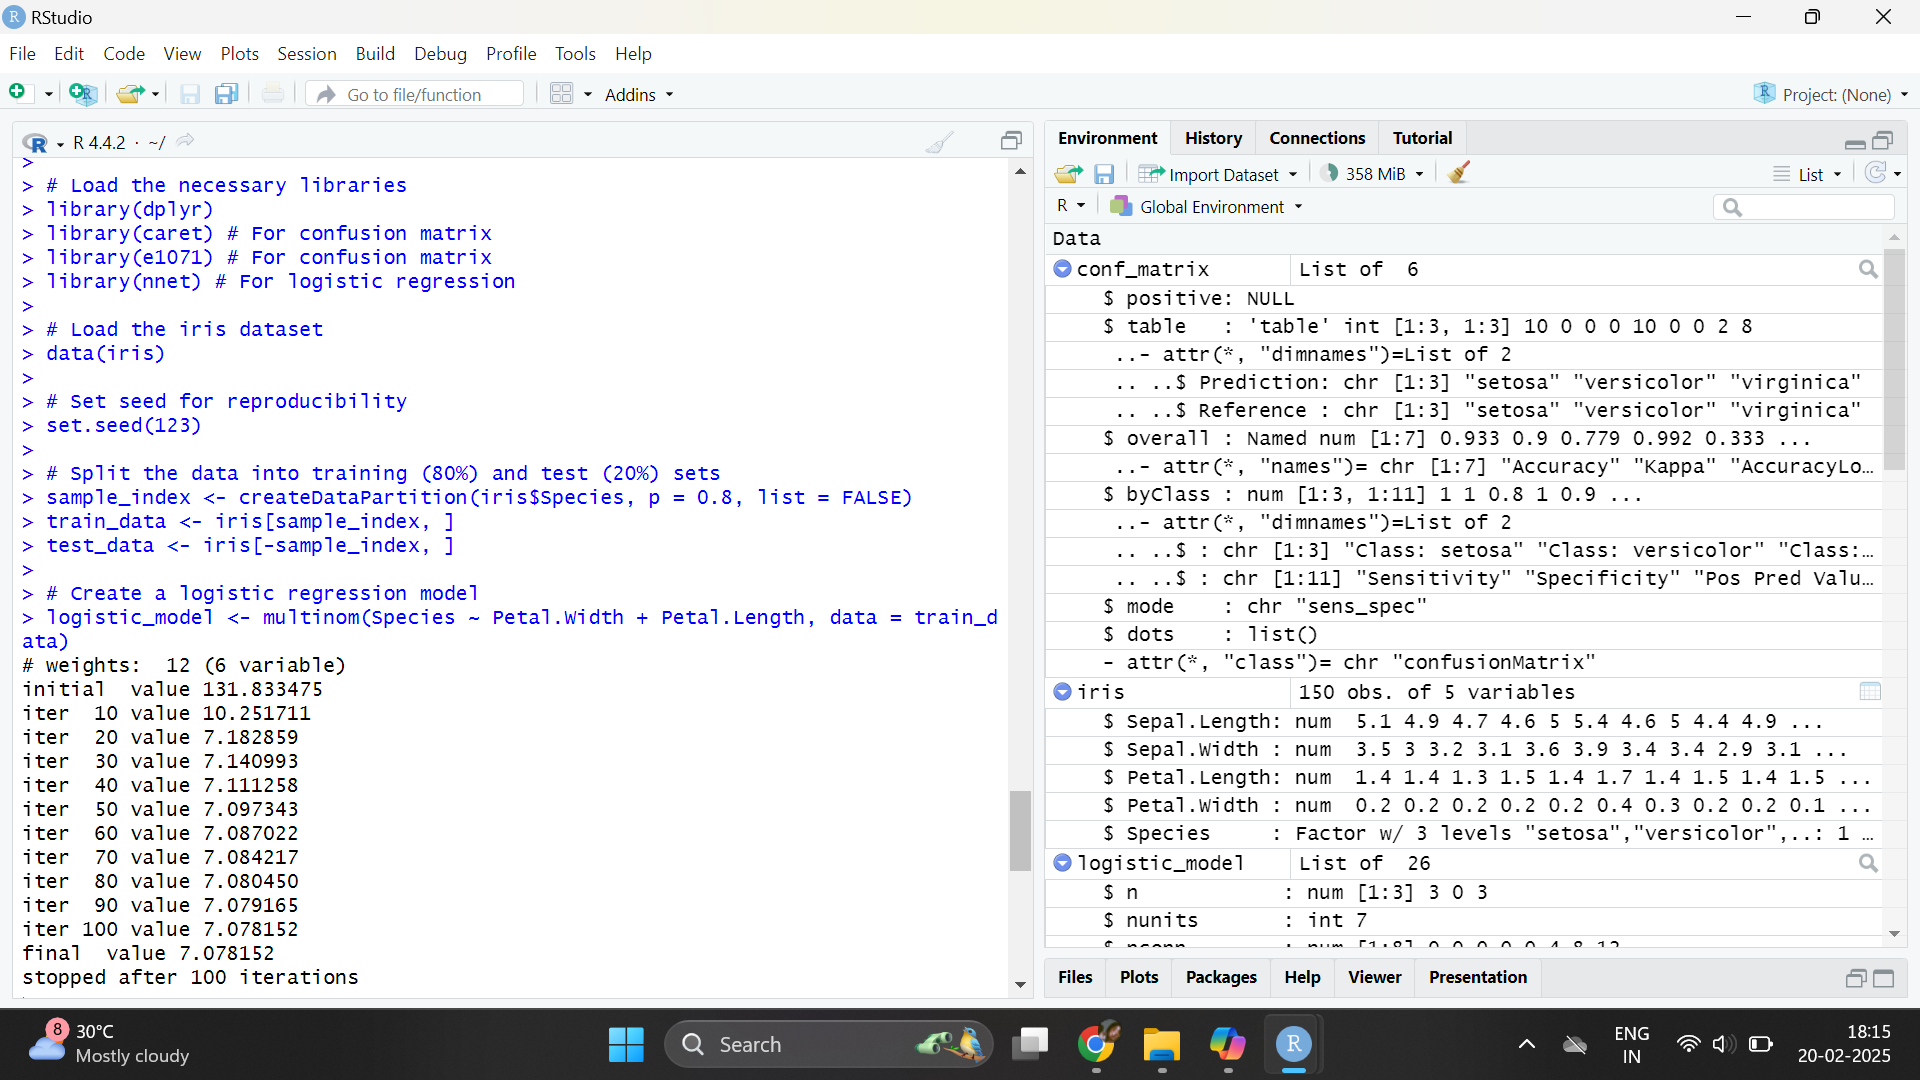 RStudio
File Edit Code View Plots Session Build Debug Profile Tools Help
Go to file/function
Addins
Project: (None)
R 4.4.2 · ~/
>
> # Load the necessary libraries
> library(dplyr)
> library(caret) # For confusion matrix
> library(e1071) # For confusion matrix
> library(nnet) # For logistic regression
>
> # Load the iris dataset
> data(iris)
>
> # Set seed for reproducibility
> set.seed(123)
>
> # Split the data into training (80%) and test (20%) sets
> sample_index <- createDataPartition(iris$Species, p = 0.8, list = FALSE)
> train_data <- iris[sample_index, ]
> test_data <- iris[-sample_index, ]
>
> # Create a logistic regression model
> logistic_model <- multinom(Species ~ Petal.Width + Petal.Length, data = train_d
ata)
# weights:  12 (6 variable)
initial  value 131.833475
iter  10 value 10.251711
iter  20 value 7.182859
iter  30 value 7.140993
iter  40 value 7.111258
iter  50 value 7.097343
iter  60 value 7.087022
iter  70 value 7.084217
iter  80 value 7.080450
iter  90 value 7.079165
iter 100 value 7.078152
final  value 7.078152
stopped after 100 iterations
Environment History Connections Tutorial
Import Dataset 358 MiB List
R Global Environment
Data
conf_matrix List of  6
$ positive: NULL
$ table   : 'table' int [1:3, 1:3] 10 0 0 0 10 0 0 2 8
..- attr(*, "dimnames")=List of 2
.. ..$ Prediction: chr [1:3] "setosa" "versicolor" "virginica"
.. ..$ Reference : chr [1:3] "setosa" "versicolor" "virginica"
$ overall : Named num [1:7] 0.933 0.9 0.779 0.992 0.333 ...
..- attr(*, "names")= chr [1:7] "Accuracy" "Kappa" "AccuracyLo…
$ byClass : num [1:3, 1:11] 1 1 0.8 1 0.9 ...
..- attr(*, "dimnames")=List of 2
.. ..$ : chr [1:3] "Class: setosa" "Class: versicolor" "Class:…
.. ..$ : chr [1:11] "Sensitivity" "Specificity" "Pos Pred Valu…
$ mode    : chr "sens_spec"
$ dots    : list()
- attr(*, "class")= chr "confusionMatrix"
iris 150 obs. of 5 variables
$ Sepal.Length: num  5.1 4.9 4.7 4.6 5 5.4 4.6 5 4.4 4.9 ...
$ Sepal.Width : num  3.5 3 3.2 3.1 3.6 3.9 3.4 3.4 2.9 3.1 ...
$ Petal.Length: num  1.4 1.4 1.3 1.5 1.4 1.7 1.4 1.5 1.4 1.5 ...
$ Petal.Width : num  0.2 0.2 0.2 0.2 0.2 0.4 0.3 0.2 0.2 0.1 ...
$ Species     : Factor w/ 3 levels "setosa","versicolor",..: 1 …
logistic_model List of  26
$ n            : num [1:3] 3 0 3
$ nunits       : int 7
Files Plots Packages Help Viewer Presentation
8
30°C
Mostly cloudy
Search
ENG
IN
18:15
20-02-2025